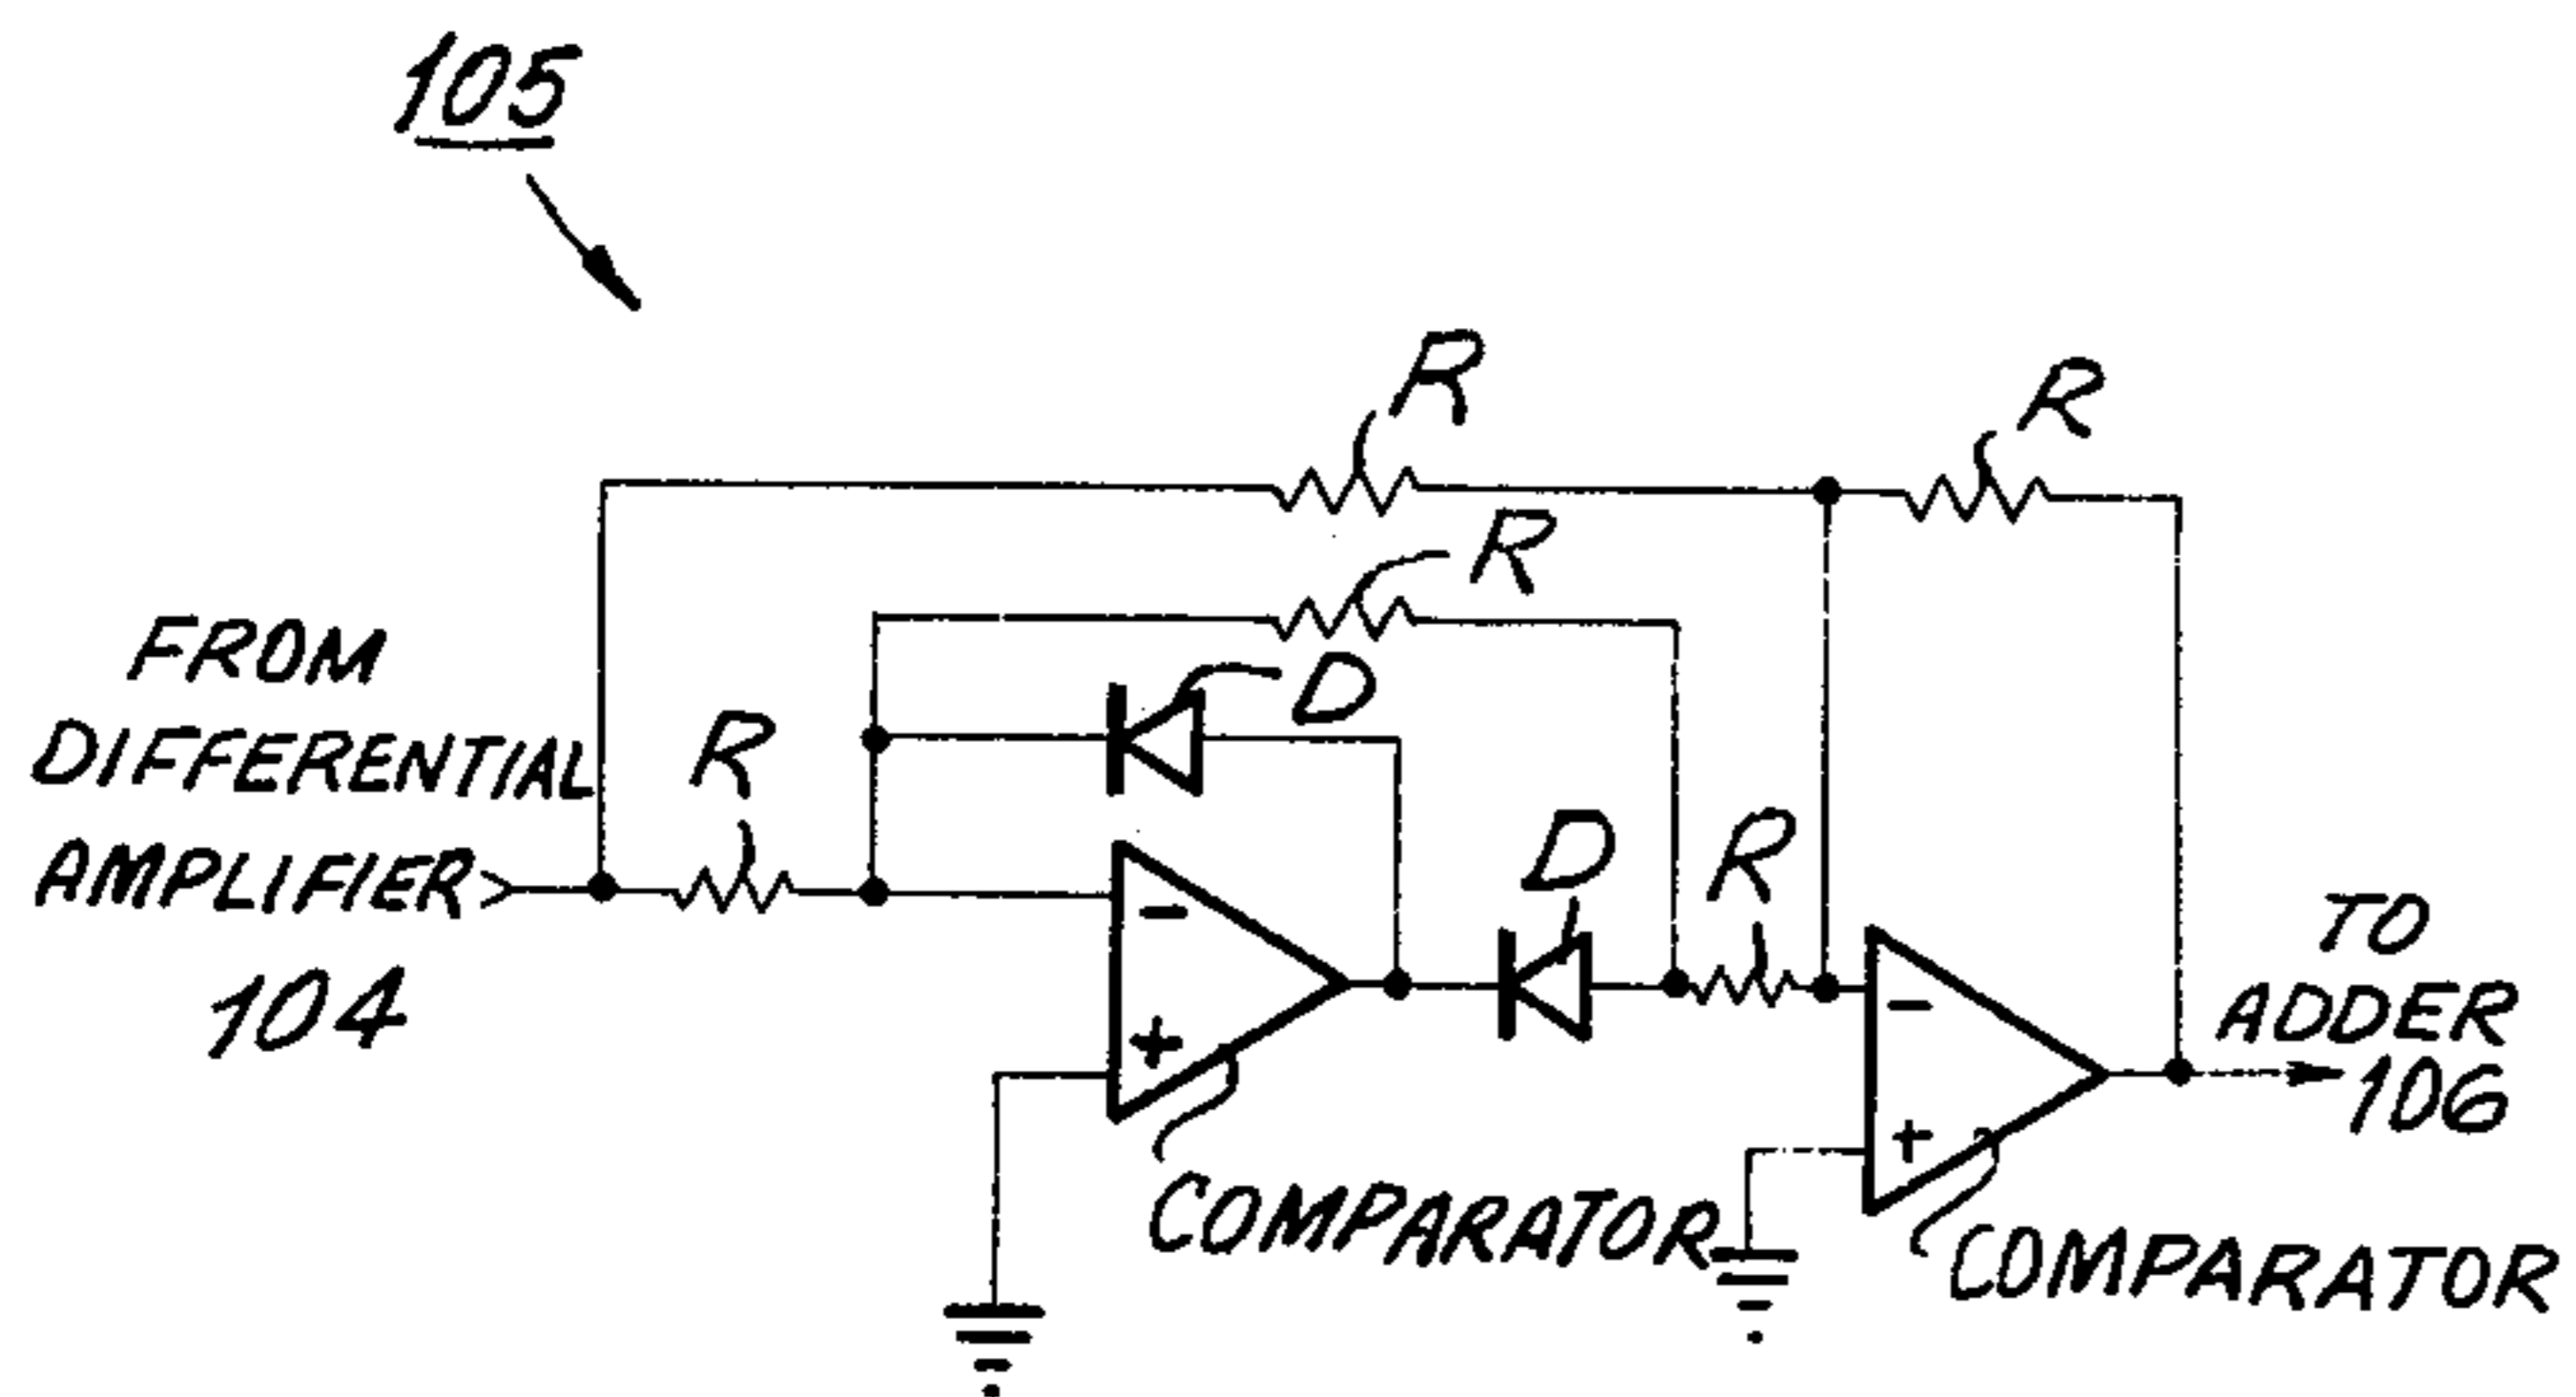 105
R
R
R
FROM
DIFFERENTIAL
AMPLIFIER
104
R
D
D
R
-
+
-
+
COMPARATOR
COMPARATOR
TO
ADDER
106